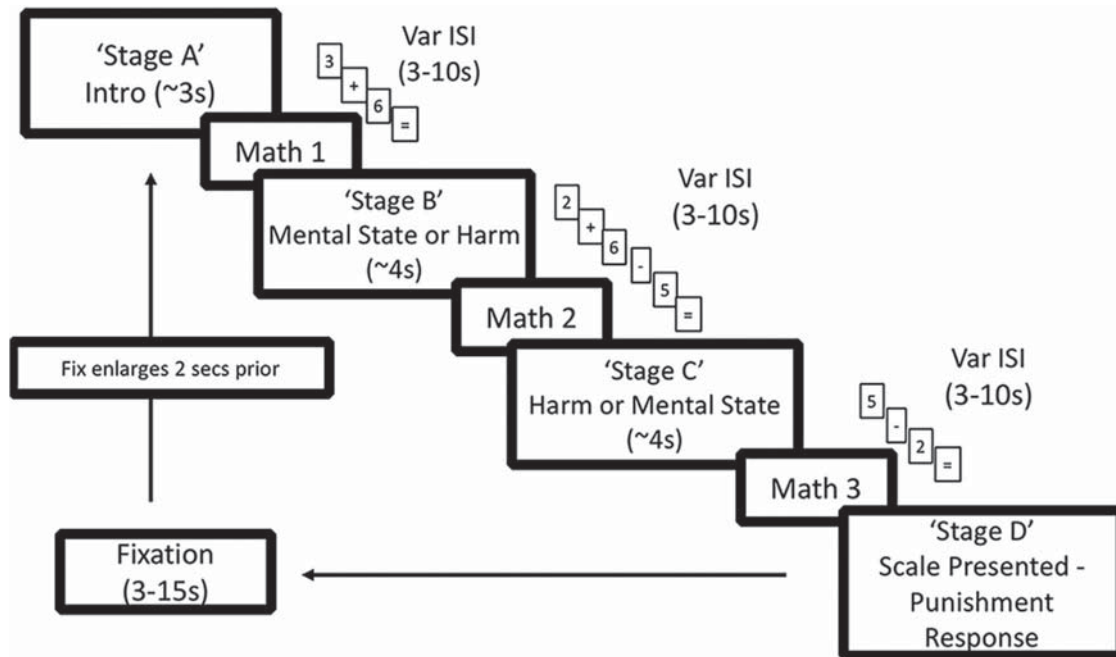 ‘Stage A’
Intro (~3s)
Var ISI
(3-10s)
3
+
6
=
Math 1
‘Stage B’
Mental State or Harm
(~4s)
Var ISI
(3-10s)
2
+
6
-
5
=
Math 2
‘Stage C’
Harm or Mental State
(~4s)
Var ISI
(3-10s)
5
-
2
=
Math 3
‘Stage D’
Scale Presented -
Punishment
Response
Fixation
(3-15s)
Fix enlarges 2 secs prior